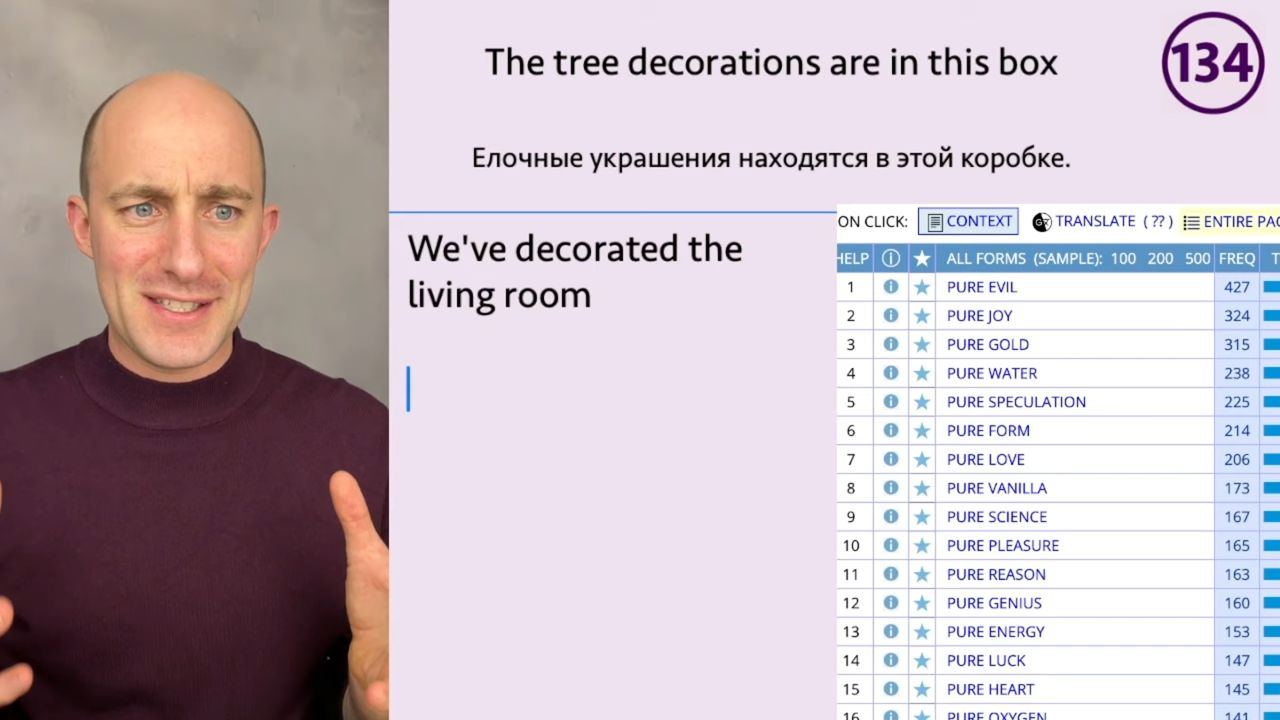 The tree decorations are in this box
134
Елочные украшения находятся в этой коробке.
We've decorated the
living room
ON CLICK: CONTEXT TRANSLATE (??) ENTIRE PAG
HELP ALL FORMS (SAMPLE): 100 200 500 FREQ T
1 PURE EVIL 427
2 PURE JOY 324
3 PURE GOLD 315
4 PURE WATER 238
5 PURE SPECULATION 225
6 PURE FORM 214
7 PURE LOVE 206
8 PURE VANILLA 173
9 PURE SCIENCE 167
10 PURE PLEASURE 165
11 PURE REASON 163
12 PURE GENIUS 160
13 PURE ENERGY 153
14 PURE LUCK 147
15 PURE HEART 145
16 PURE OXYGEN 141